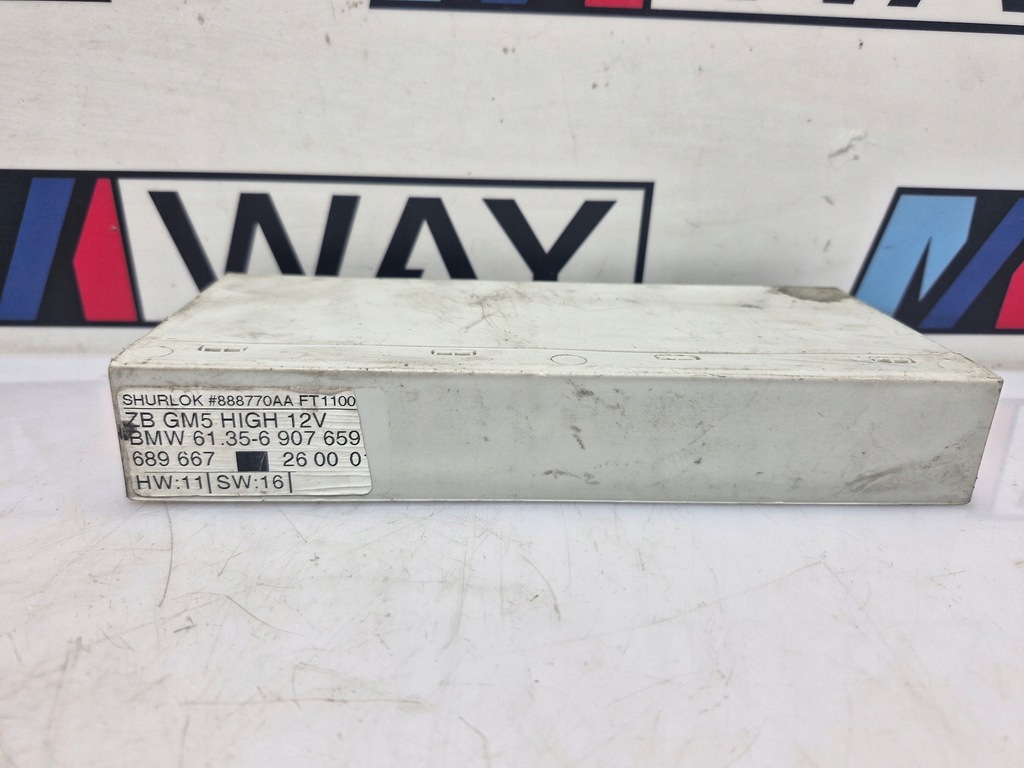 WAY
SHURLOK #888770AA FT1100
ZB GM5 HIGH 12V
BMW 61.35-6 907 659
689 667 26 00 0
HW:11| SW:16|